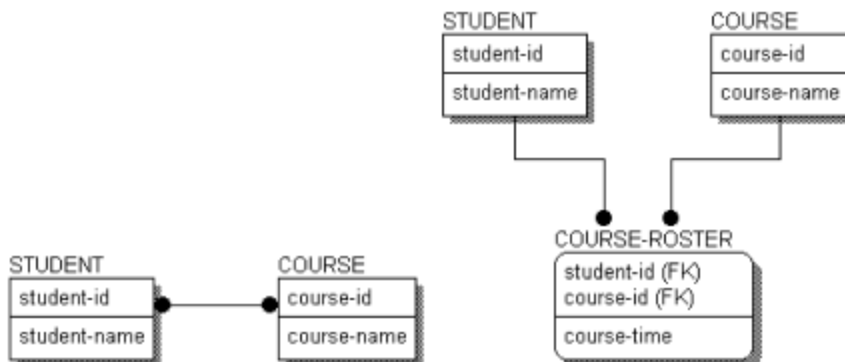 STUDENT
student-id
student-name
COURSE
course-id
course-name
COURSE-ROSTER
student-id (FK)
course-id (FK)
course-time
STUDENT
student-id
student-name
COURSE
course-id
course-name